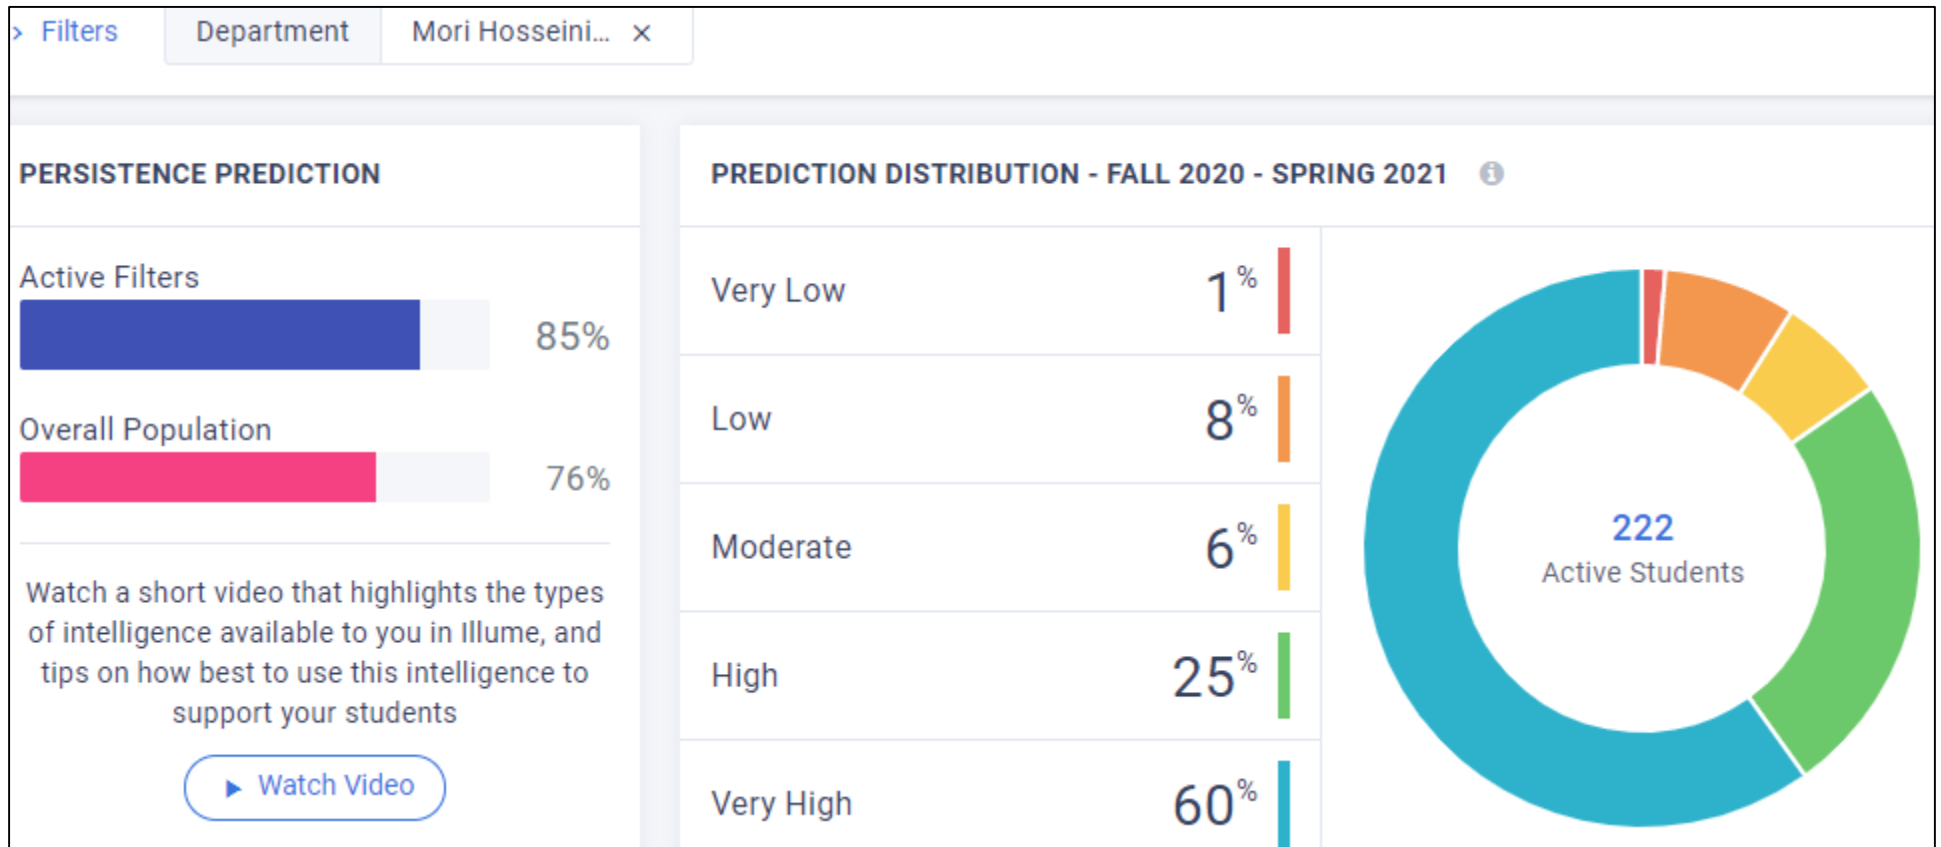 › Filters Department Mori Hosseini... ×
PERSISTENCE PREDICTION
Active Filters
85%
Overall Population
76%
Watch a short video that highlights the types
of intelligence available to you in Illume, and
tips on how best to use this intelligence to
support your students
Watch Video
PREDICTION DISTRIBUTION - FALL 2020 - SPRING 2021
Very Low 1%
Low 8%
Moderate 6%
High 25%
Very High 60%
222
Active Students